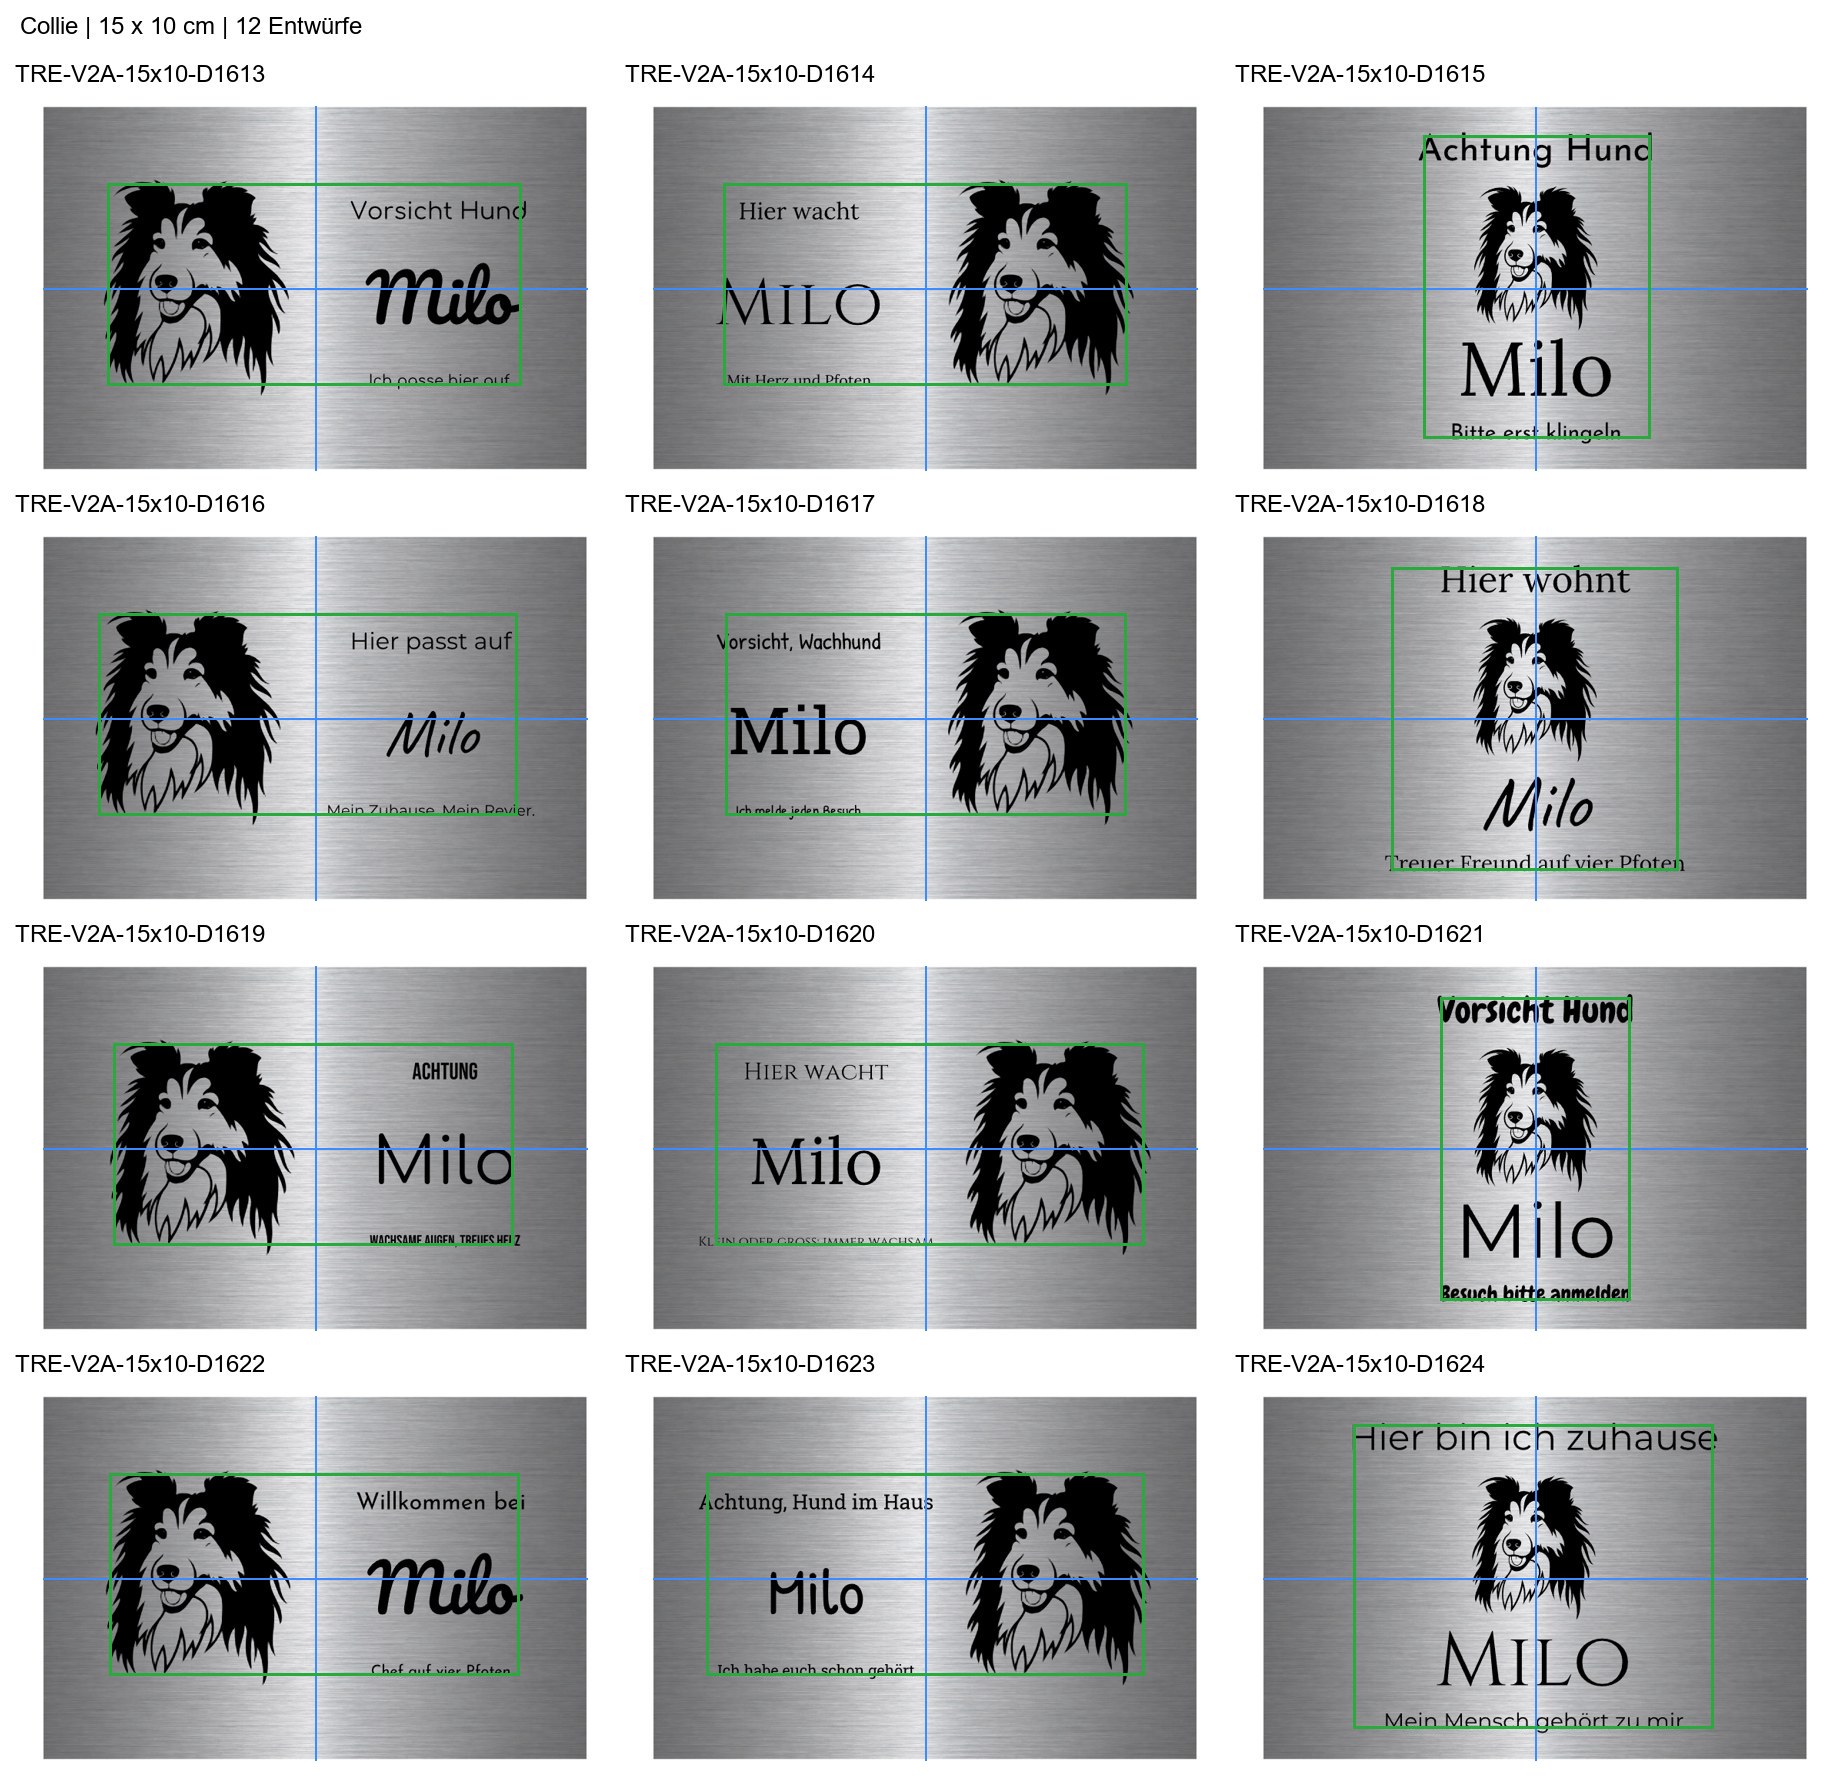 Collie | 15 x 10 cm | 12 Entwürfe
TRE-V2A-15x10-D1613
Vorsicht Hund
Milo
Ich passe hier auf
TRE-V2A-15x10-D1614
Hier wacht
MILO
Mit Herz und Pfoten
TRE-V2A-15x10-D1615
Achtung Hund
Milo
Bitte erst klingeln
TRE-V2A-15x10-D1616
Hier passt auf
Milo
Mein Zuhause. Mein Revier.
TRE-V2A-15x10-D1617
Vorsicht, Wachhund
Milo
Ich melde jeden Besuch
TRE-V2A-15x10-D1618
Hier wohnt
Milo
Treuer Freund auf vier Pfoten
TRE-V2A-15x10-D1619
ACHTUNG
Milo
WACHSAME AUGEN, TREUES HERZ
TRE-V2A-15x10-D1620
HIER WACHT
Milo
KLEIN ODER GROSS: IMMER WACHSAM
TRE-V2A-15x10-D1621
Vorsicht Hund
Milo
Besuch bitte anmelden
TRE-V2A-15x10-D1622
Willkommen bei
Milo
Chef auf vier Pfoten
TRE-V2A-15x10-D1623
Achtung, Hund im Haus
Milo
Ich habe euch schon gehört
TRE-V2A-15x10-D1624
Hier bin ich zuhause
MILO
Mein Mensch gehört zu mir